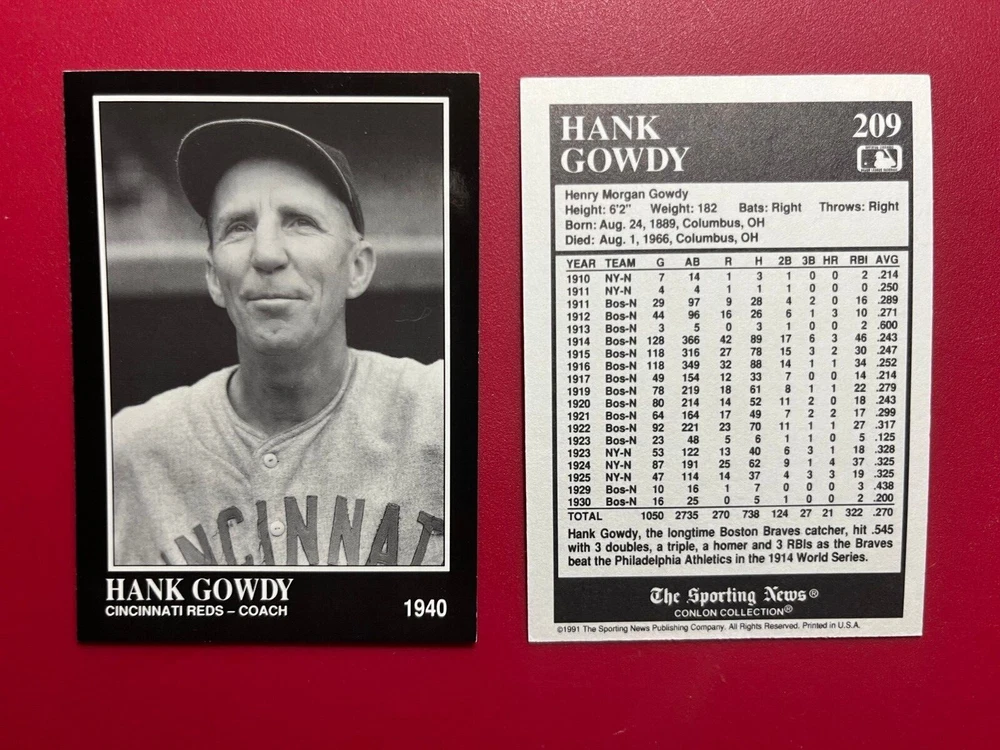 CINCINNAT
HANK GOWDY
CINCINNATI REDS – COACH
1940
HANK
GOWDY
209
Henry Morgan Gowdy
Height: 6'2" Weight: 182 Bats: Right Throws: Right
Born: Aug. 24, 1889, Columbus, OH
Died: Aug. 1, 1966, Columbus, OH
YEAR TEAM G AB R H 2B 3B HR RBI AVG
1910 NY-N 7 14 1 3 1 0 0 2 .214
1911 NY-N 4 4 1 1 1 0 0 0 .250
1911 Bos-N 29 97 9 28 4 2 0 16 .289
1912 Bos-N 44 96 16 26 6 1 3 10 .271
1913 Bos-N 3 5 0 3 1 0 0 2 .600
1914 Bos-N 128 366 42 89 17 6 3 46 .243
1915 Bos-N 118 316 27 78 15 3 2 30 .247
1916 Bos-N 118 349 32 88 14 1 1 34 .252
1917 Bos-N 49 154 12 33 7 0 0 14 .214
1919 Bos-N 78 219 18 61 8 1 1 22 .279
1920 Bos-N 80 214 14 52 11 2 0 18 .243
1921 Bos-N 64 164 17 49 7 2 2 17 .299
1922 Bos-N 92 221 23 70 11 1 1 27 .317
1923 Bos-N 23 48 5 6 1 1 0 5 .125
1923 NY-N 53 122 13 40 6 3 1 18 .328
1924 NY-N 87 191 25 62 9 1 4 37 .325
1925 NY-N 47 114 14 37 4 3 3 19 .325
1929 Bos-N 10 16 1 7 0 0 0 3 .438
1930 Bos-N 16 25 0 5 1 0 0 2 .200
TOTAL 1050 2735 270 738 124 27 21 322 .270
Hank Gowdy, the longtime Boston Braves catcher, hit .545
with 3 doubles, a triple, a homer and 3 RBIs as the Braves
beat the Philadelphia Athletics in the 1914 World Series.
The Sporting News®
CONLON COLLECTION®
©1991 The Sporting News Publishing Company. All Rights Reserved. Printed in U.S.A.